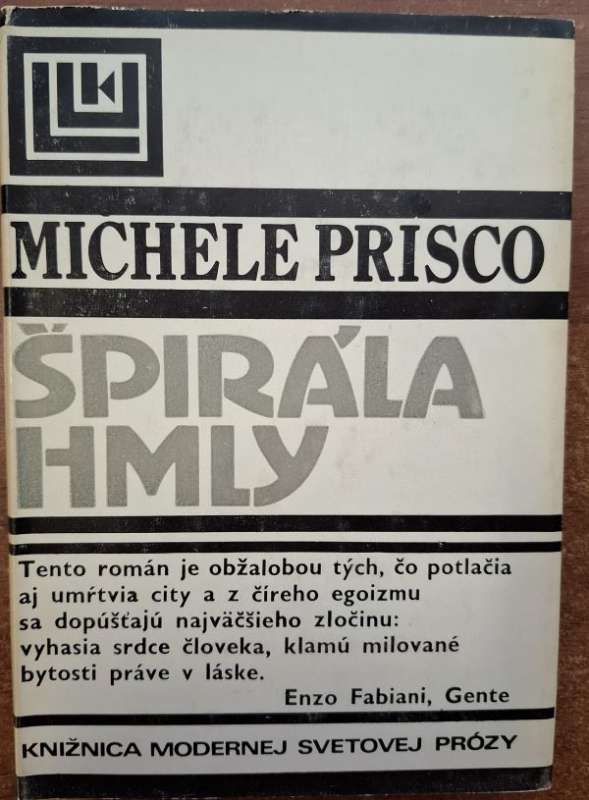 MICHELE PRISCO
ŠPIRÁLA
HMLY
Tento román je obžalobou tých, čo potlačia
aj umŕtvia city a z číreho egoizmu
sa dopúšťajú najväčšieho zločinu:
vyhasia srdce človeka, klamú milované
bytosti práve v láske.
Enzo Fabiani, Gente
KNIŽNICA MODERNEJ SVETOVEJ PRÓZY